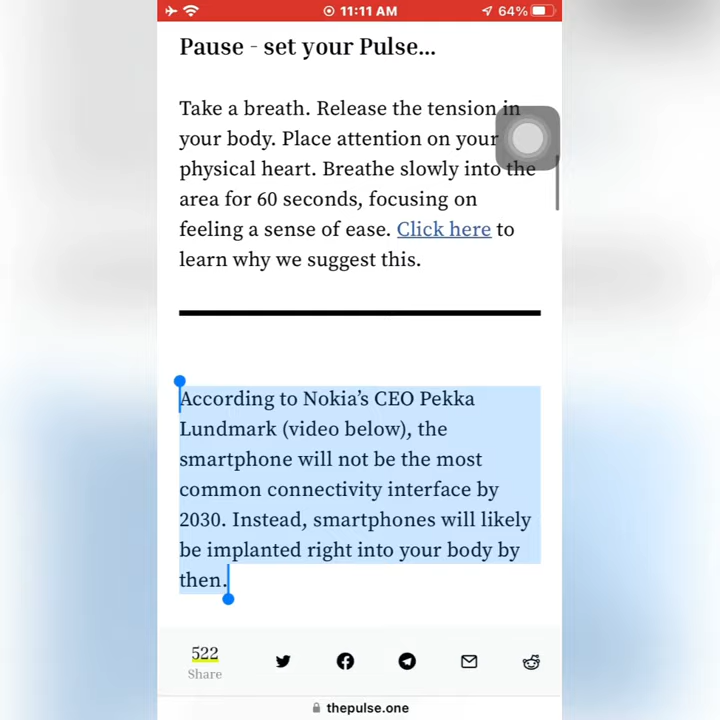 11:11 AM
64%
Pause - set your Pulse...
Take a breath. Release the tension in
your body. Place attention on your
physical heart. Breathe slowly into the
area for 60 seconds, focusing on
feeling a sense of ease. Click here to
learn why we suggest this.
According to Nokia’s CEO Pekka
Lundmark (video below), the
smartphone will not be the most
common connectivity interface by
2030. Instead, smartphones will likely
be implanted right into your body by
then.
522
Share
thepulse.one